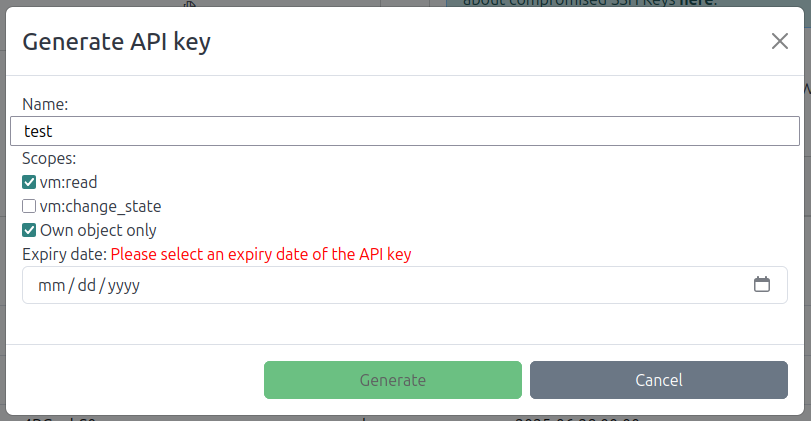 about compromised SSH Keys here.
Generate API key
Name:
test
Scopes:
vm:read
vm:change_state
Own object only
Expiry date: Please select an expiry date of the API key
mm/dd/yyyy
Generate
Cancel